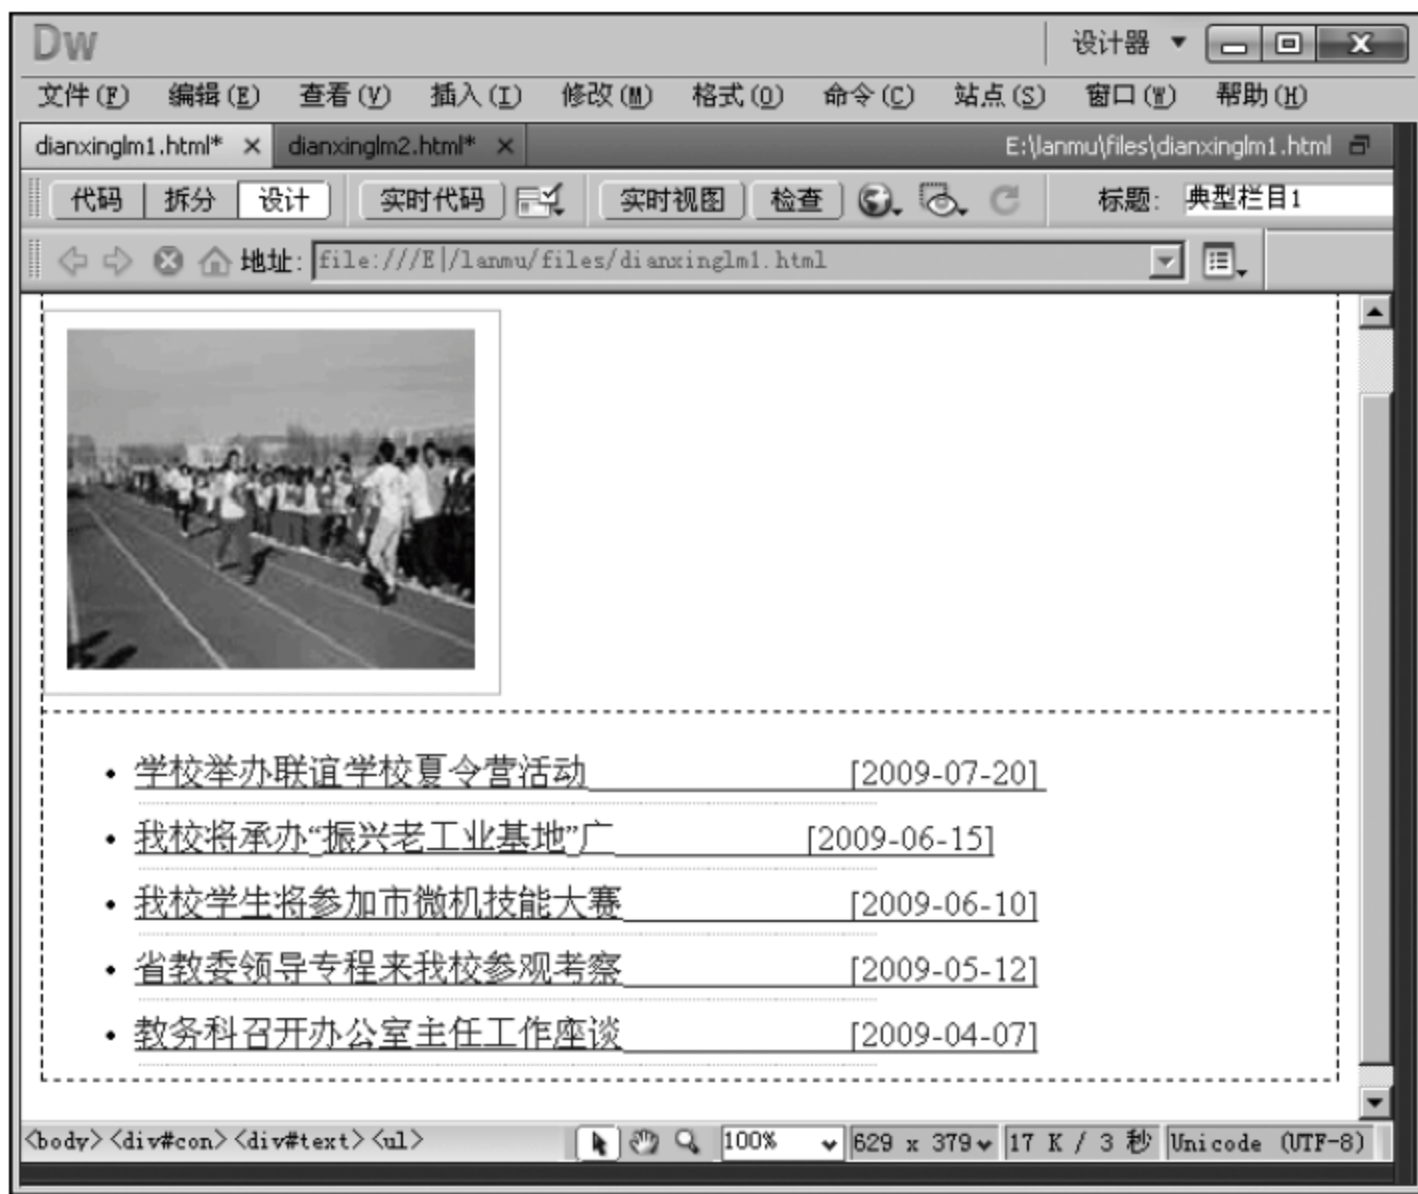 Dw 设计器
文件(F) 编辑(E) 查看(V) 插入(I) 修改(M) 格式(O) 命令(C) 站点(S) 窗口(W) 帮助(H)
dianxinglm1.html* dianxinglm2.html* E:\lanmu\files\dianxinglm1.html
代码 拆分 设计 实时代码 实时视图 检查 标题: 典型栏目1
地址: file:///E|/lanmu/files/dianxinglm1.html
• 学校举办联谊学校夏令营活动 [2009-07-20]
• 我校将承办“振兴老工业基地”广 [2009-06-15]
• 我校学生将参加市微机技能大赛 [2009-06-10]
• 省教委领导专程来我校参观考察 [2009-05-12]
• 教务科召开办公室主任工作座谈 [2009-04-07]
<body><div#con><div#text><ul> 100% 629 x 379 17 K / 3 秒 Unicode (UTF-8)